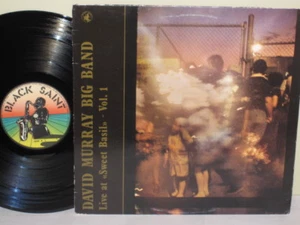 BLACK SAINT
DAVID MURRAY BIG BAND
Live at «Sweet Basil» - Vol. 1